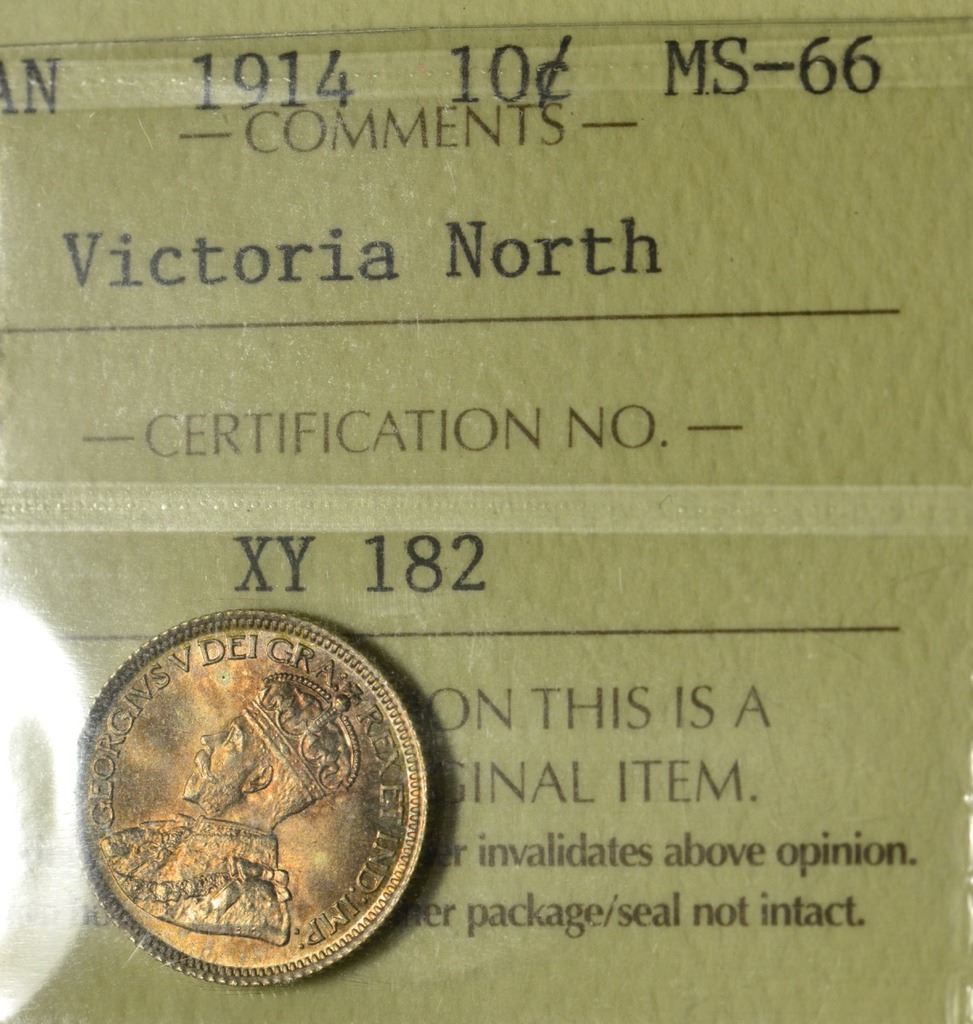 AN 1914 10¢ MS-66
— COMMENTS —
Victoria North
— CERTIFICATION NO. —
XY 182
ON THIS IS A
GINAL ITEM.
er invalidates above opinion.
her package/seal not intact.
GEORGIVS V DEI GRA: REX ET IND: IMP: